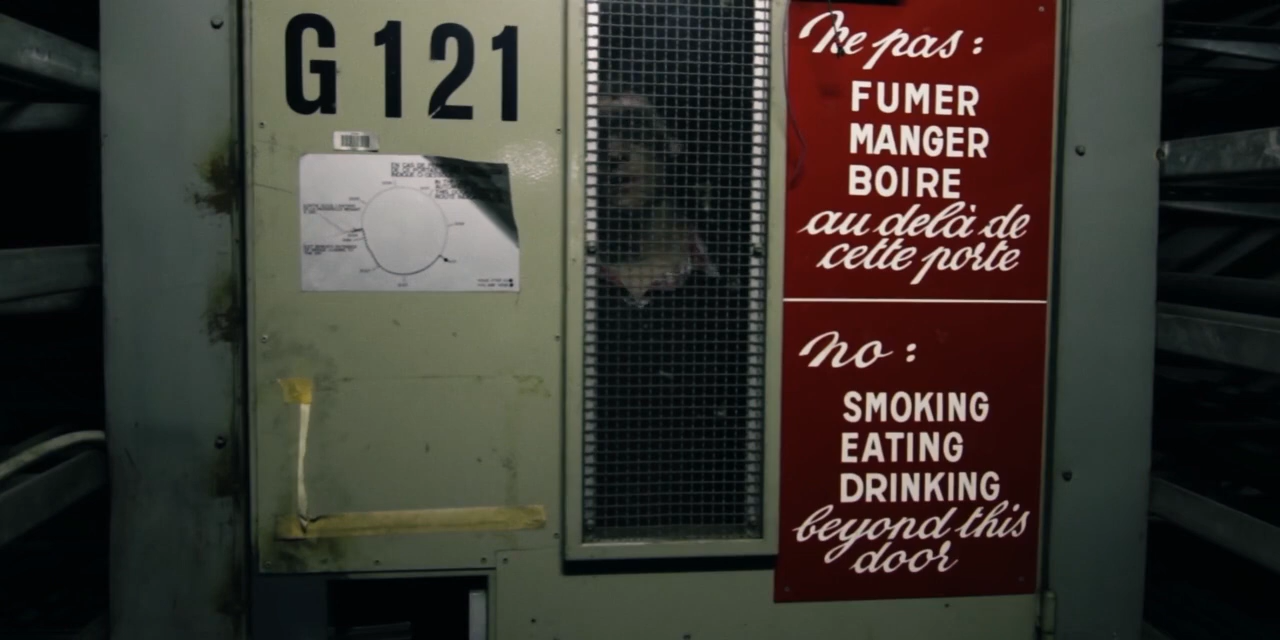 G 121
Ne pas :
FUMER
MANGER
BOIRE
au delà de
cette porte
no :
SMOKING
EATING
DRINKING
beyond this
door